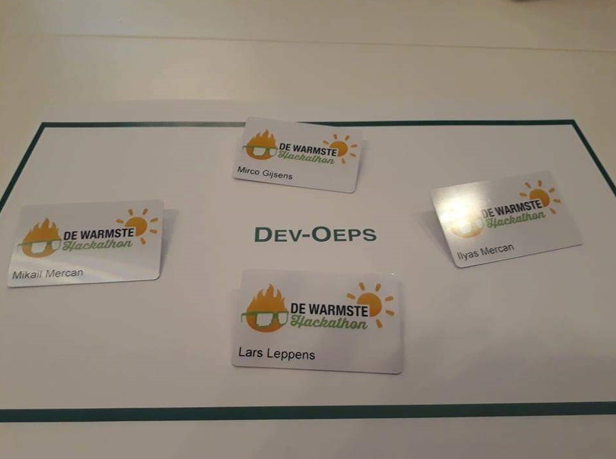 DE WARMSTE
Hackathon
Mirco Gijsens
DE WARMSTE
Hackathon
Mikail Mercan
DEV-OEPS
DE WARMSTE
Hackathon
Ilyas Mercan
DE WARMSTE
Hackathon
Lars Leppens